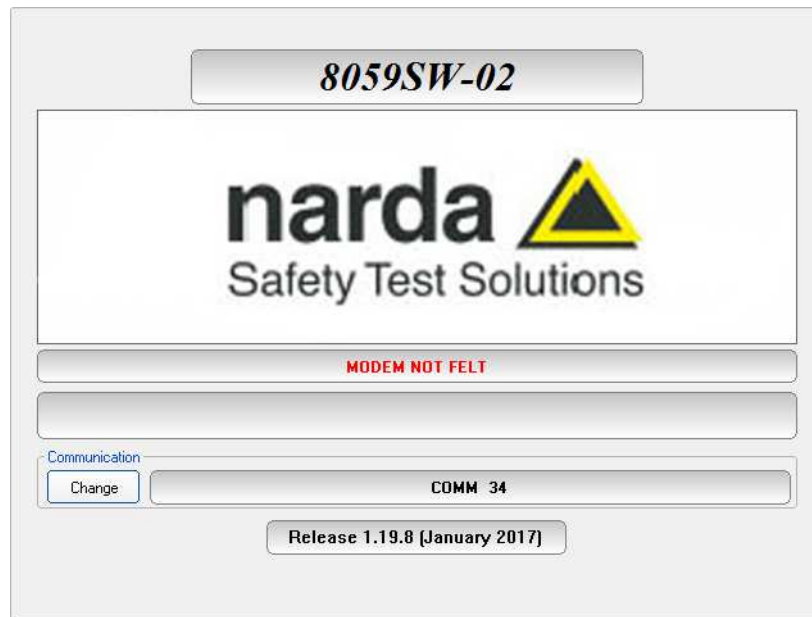 8059SW-02
narda
Safety Test Solutions
MODEM NOT FELT
Communication
Change
COMM 34
Release 1.19.8 (January 2017)